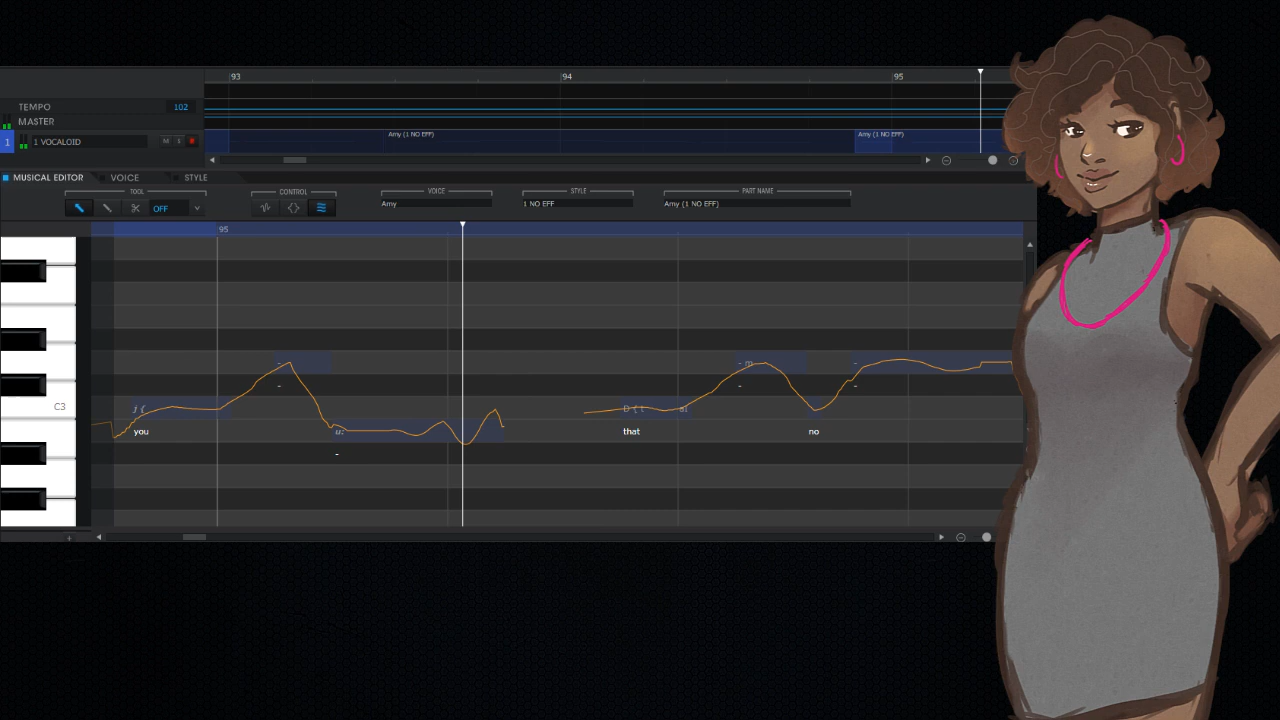 93 94 95
TEMPO 102
MASTER
1 1 VOCALOID M S
Amy (1 NO EFF) Amy (1 NO EFF)
MUSICAL EDITOR VOICE STYLE
TOOL CONTROL VOICE STYLE PART NAME
OFF Amy 1 NO EFF Amy (1 NO EFF)
95
- - m -
- - -
C3 j { D { t
you u: that no
-